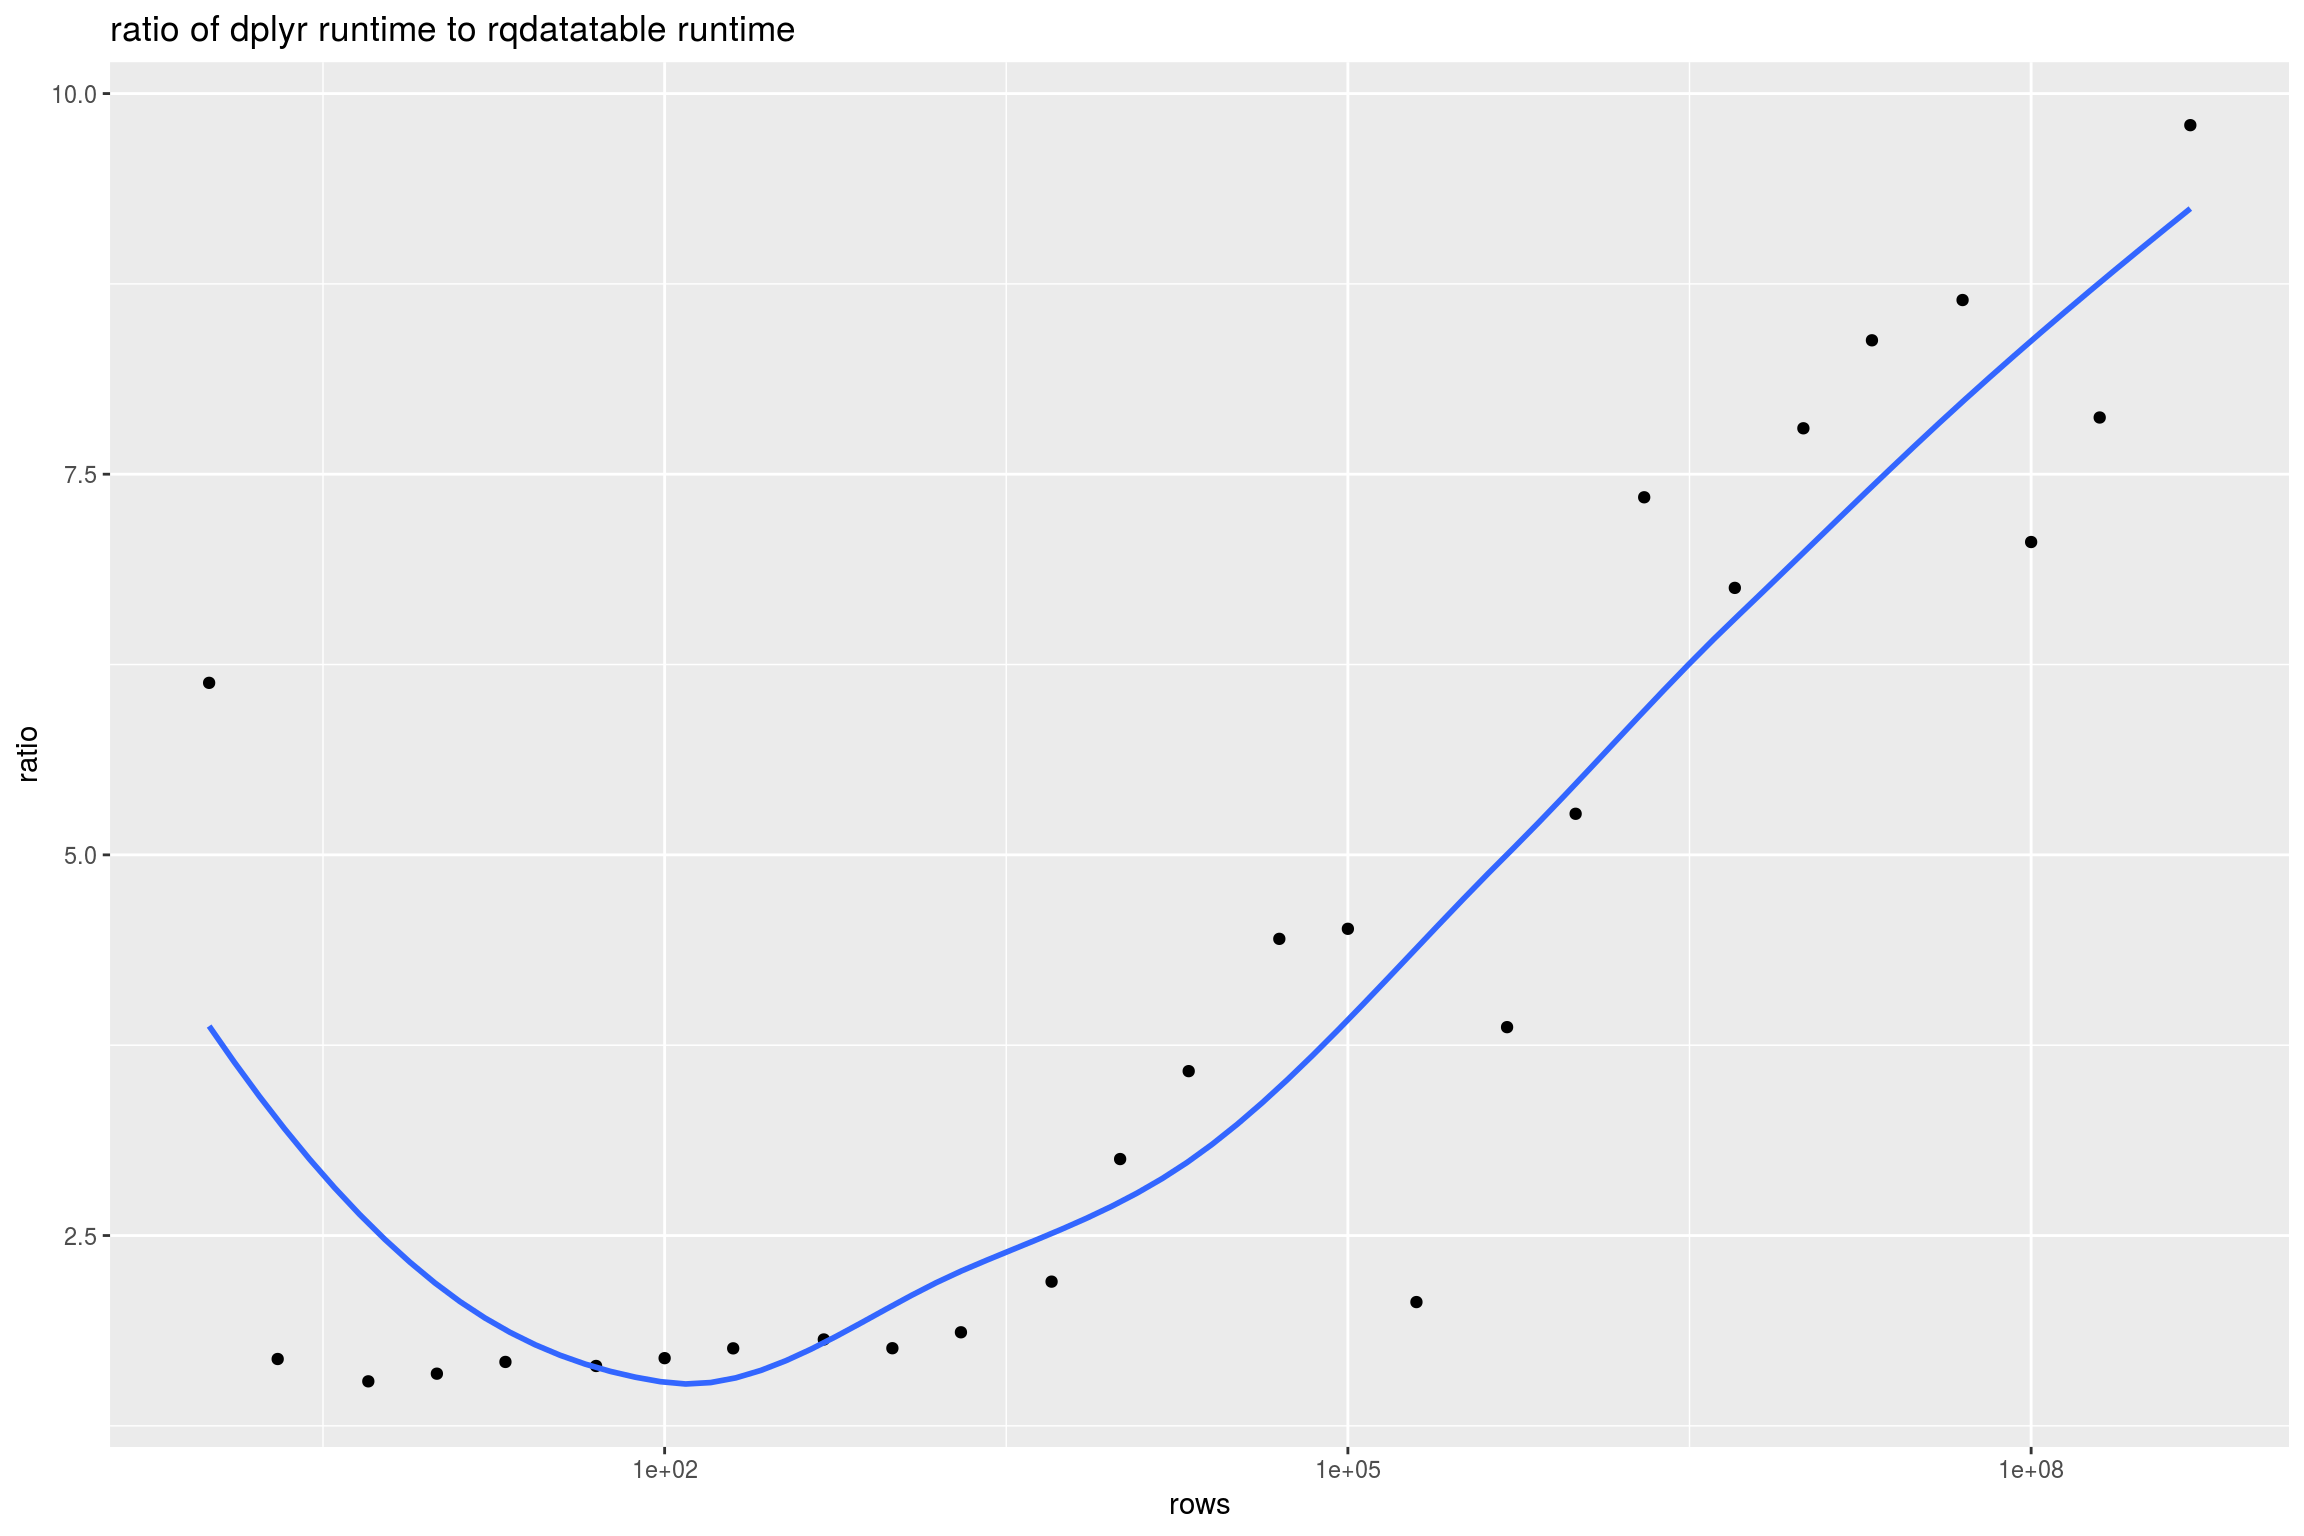 ratio of dplyr runtime to rqdatatable runtime
10.0
7.5
5.0
2.5
ratio
1e+02
1e+05
1e+08
rows